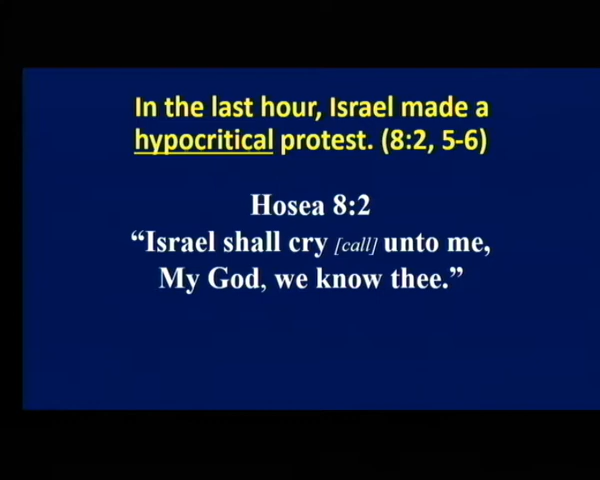 In the last hour, Israel made a
hypocritical protest. (8:2, 5-6)
Hosea 8:2
“Israel shall cry [call] unto me,
My God, we know thee.”